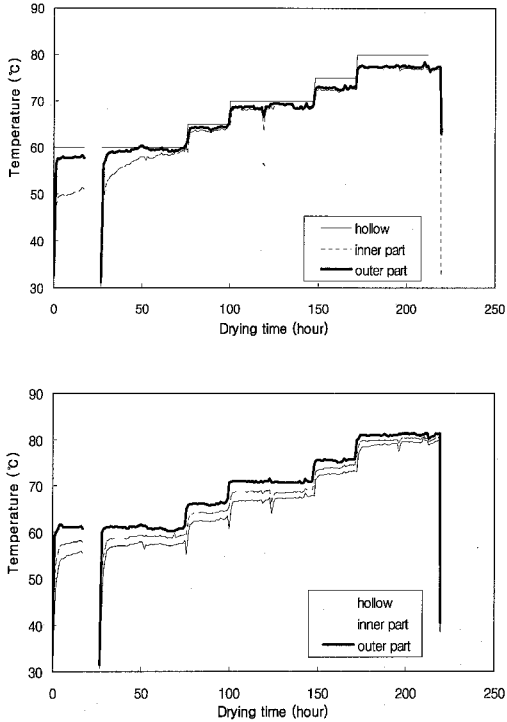 90
80
70
60
50
40
30
Temperature (℃)
0
50
100
150
200
250
Drying time (hour)
hollow
inner part
outer part
90
80
70
60
50
40
30
Temperature (℃)
0
50
100
150
200
250
Drying time (hour)
hollow
inner part
outer part